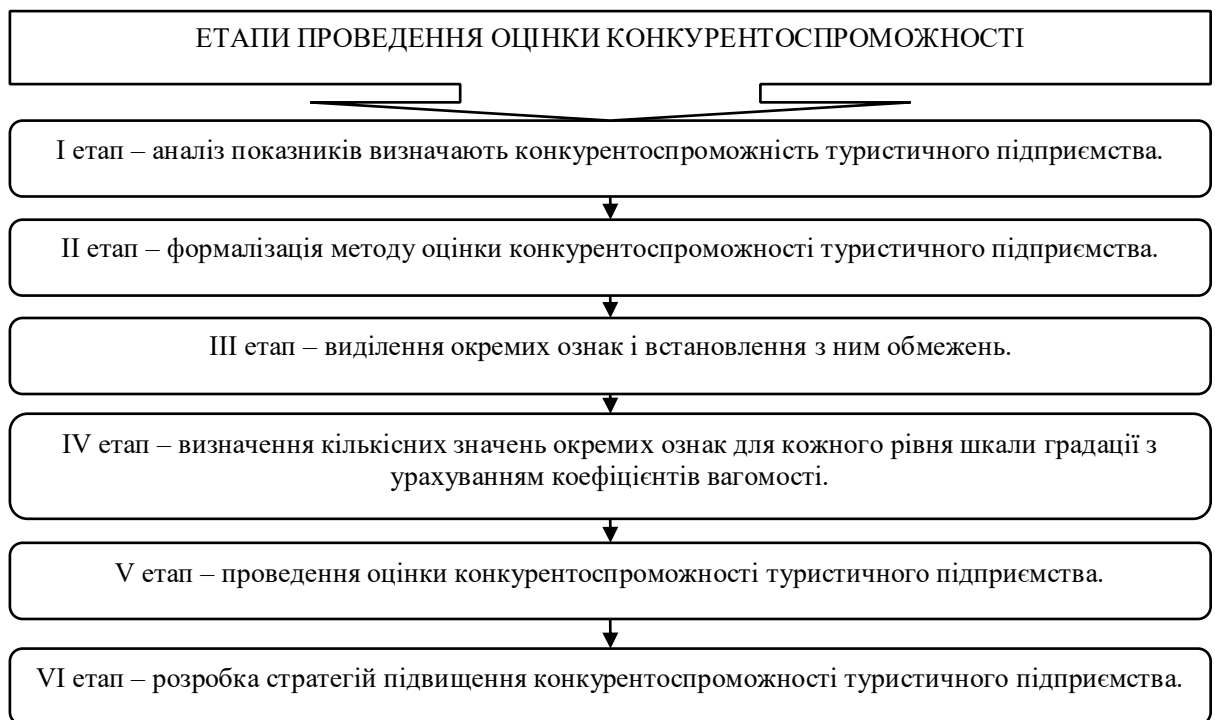 ЕТАПИ ПРОВЕДЕННЯ ОЦІНКИ КОНКУРЕНТОСПРОМОЖНОСТІ
I етап – аналіз показників визначають конкурентоспроможність туристичного підприємства.
II етап – формалізація методу оцінки конкурентоспроможності туристичного підприємства.
III етап – виділення окремих ознак і встановлення з ним обмежень.
IV етап – визначення кількісних значень окремих ознак для кожного рівня шкали градації з
урахуванням коефіцієнтів вагомості.
V етап – проведення оцінки конкурентоспроможності туристичного підприємства.
VI етап – розробка стратегій підвищення конкурентоспроможності туристичного підприємства.